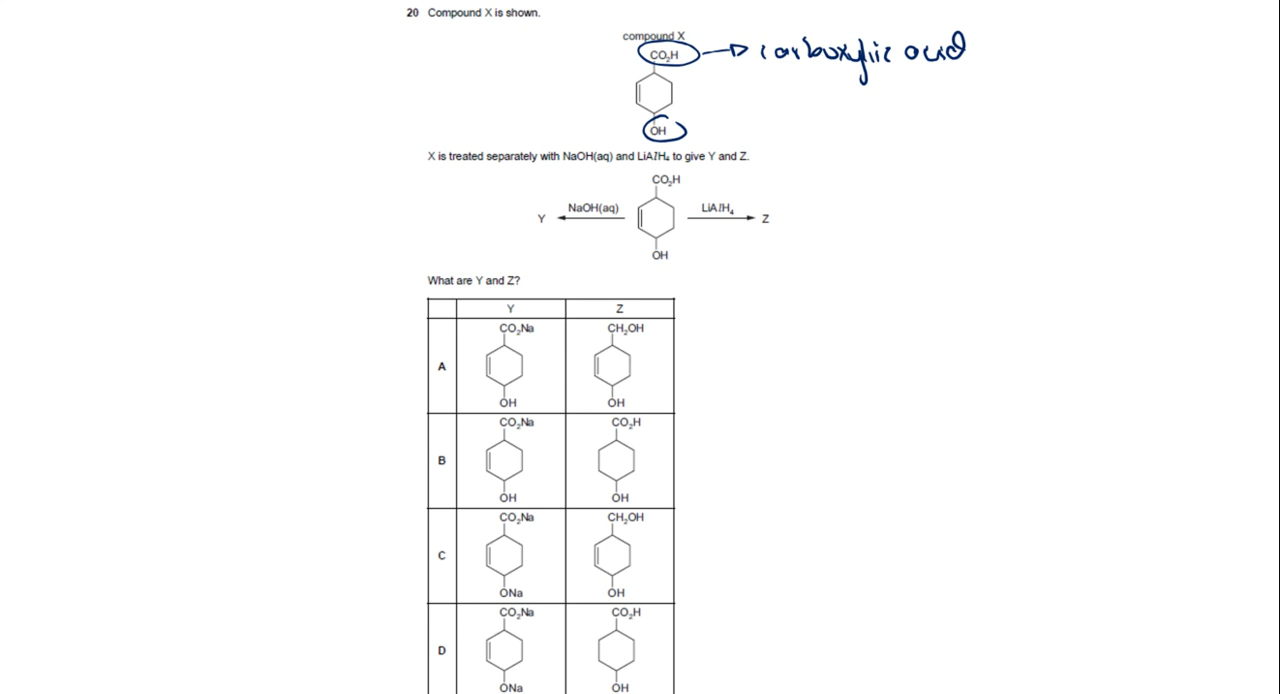 20 Compound X is shown.
compound X
CO₂H → carboxylic acid
OH
X is treated separately with NaOH(aq) and LiAlH₄ to give Y and Z.
CO₂H
Y NaOH(aq) LiAlH₄ Z
OH
What are Y and Z?
Y Z
CO₂Na CH₂OH
A
OH OH
CO₂Na CO₂H
B
OH OH
CO₂Na CH₂OH
C
ONa OH
CO₂Na CO₂H
D
ONa OH